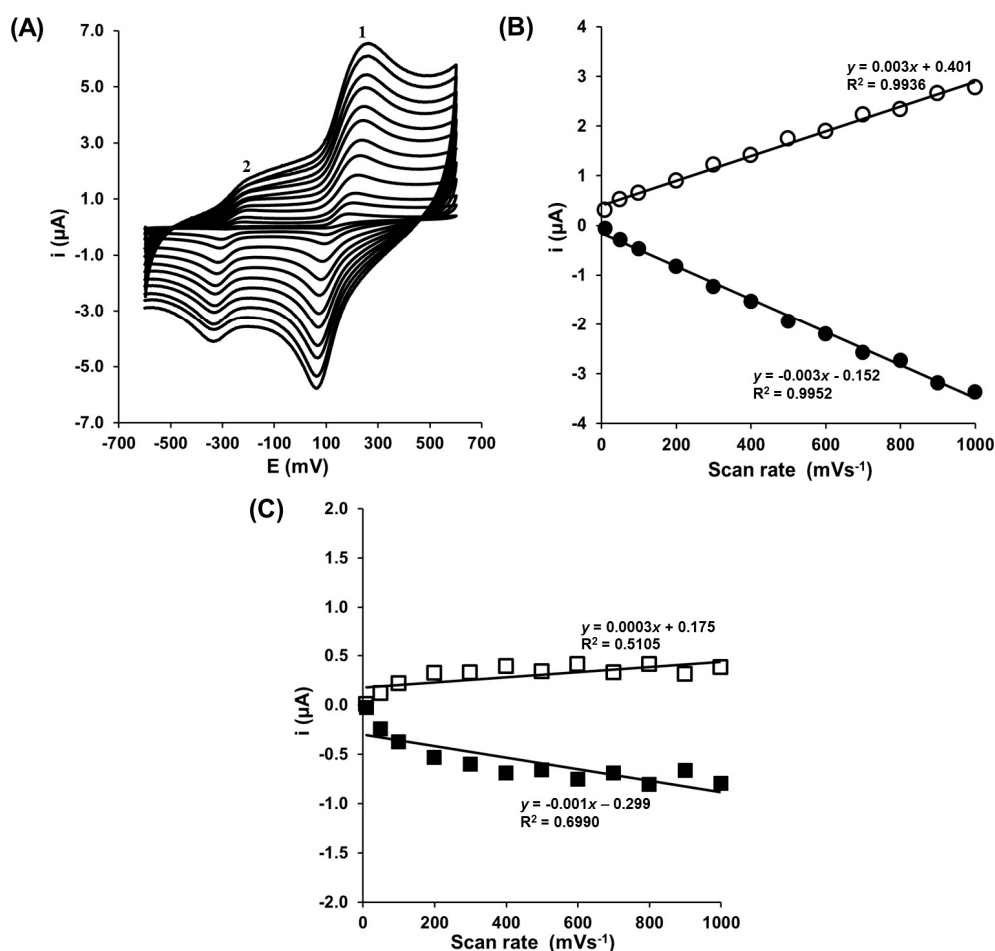 (A)
7.0
5.0
3.0
1.0
-1.0
-3.0
-5.0
-7.0
i (µA)
1
2
-700 -500 -300 -100 100 300 500 700
E (mV)
(B)
4
3
2
1
0
-1
-2
-3
-4
i (µA)
y = 0.003x + 0.401
R² = 0.9936
y = -0.003x - 0.152
R² = 0.9952
0 200 400 600 800 1000
Scan rate (mVs⁻¹)
(C)
2.0
1.5
1.0
0.5
0.0
-0.5
-1.0
-1.5
-2.0
i (µA)
y = 0.0003x + 0.175
R² = 0.5105
y = -0.001x – 0.299
R² = 0.6990
0 200 400 600 800 1000
Scan rate (mVs⁻¹)